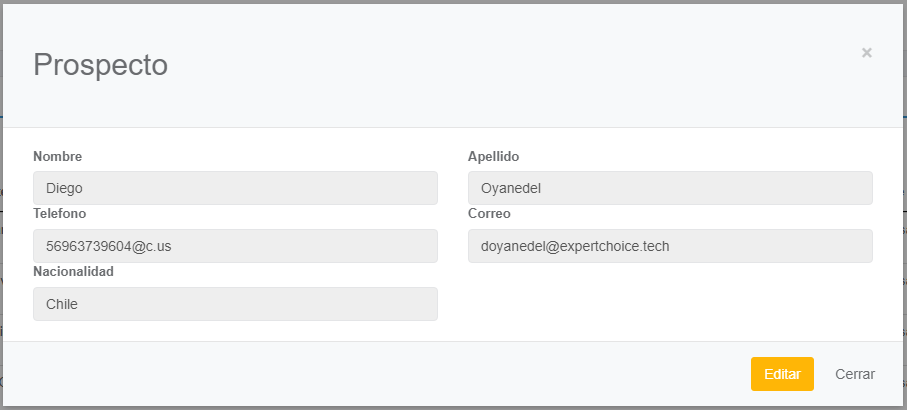 Prospecto
×
Nombre
Apellido
Diego
Oyanedel
Telefono
Correo
56963739604@c.us
doyanedel@expertchoice.tech
Nacionalidad
Chile
Editar
Cerrar